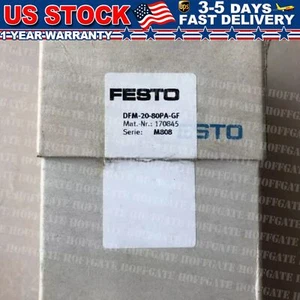 US STOCK
3-5 DAYS
1-YEAR-WARRANTY
FAST DELIVERY
FESTO
DFM-20-80PA-GF
Mat.-Nr.: 170845
Serie: M808
STO
HOFFGATE